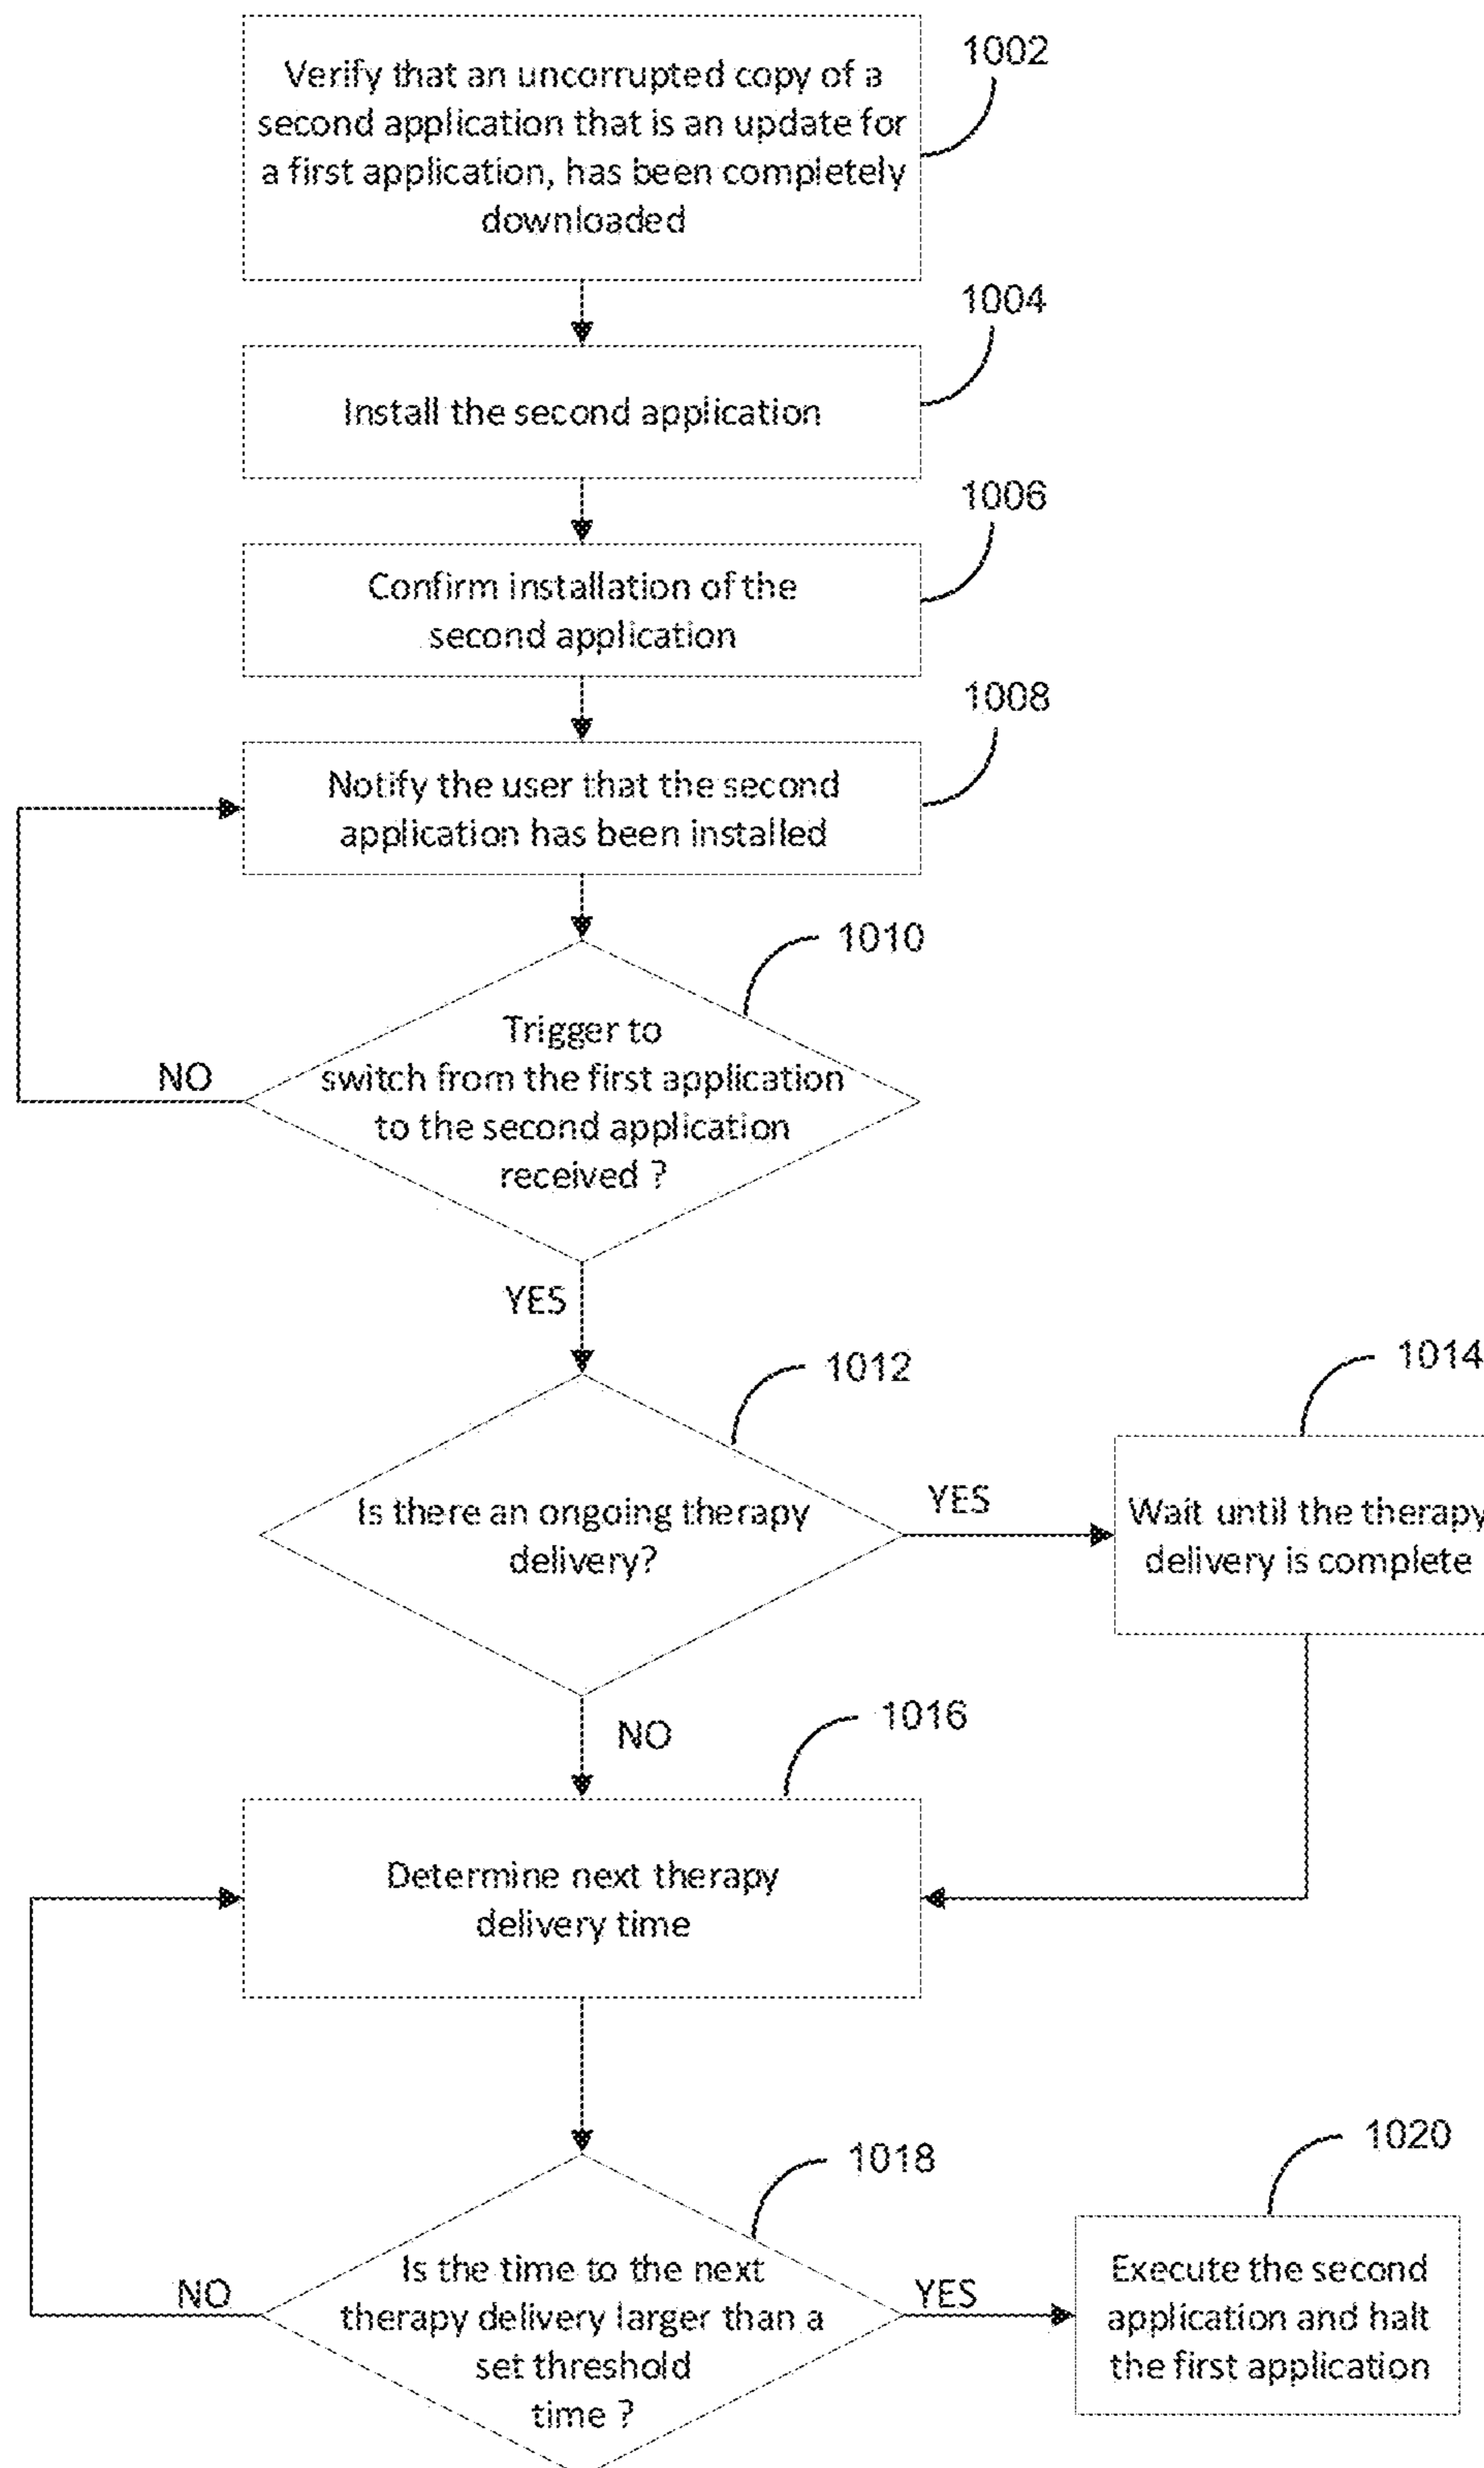 Verify that an uncorrupted copy of a
second application that is an update for
a first application, has been completely
downloaded
1002
Install the second application
1004
Confirm installation of the
second application
1006
Notify the user that the second
application has been installed
1008
Trigger to
switch from the first application
to the second application
received ?
1010
NO
YES
Is there an ongoing therapy
delivery?
1012
YES
Wait until the therapy
delivery is complete
1014
NO
Determine next therapy
delivery time
1016
Is the time to the next
therapy delivery larger than a
set threshold
time ?
1018
NO
YES
Execute the second
application and halt
the first application
1020